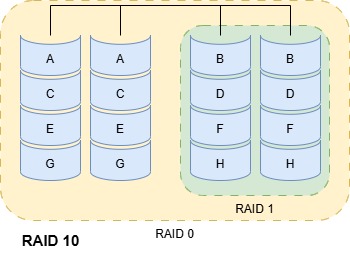 A A B B
C C D D
E E F F
G G H H
RAID 1
RAID 0
RAID 10